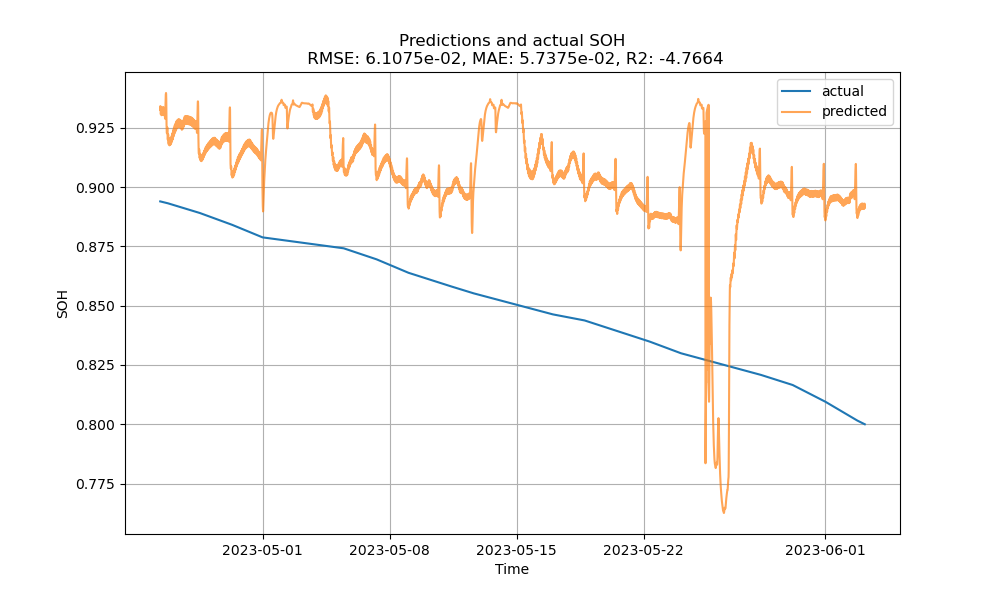 Predictions and actual SOH
RMSE: 6.1075e-02, MAE: 5.7375e-02, R2: -4.7664
actual
predicted
0.925
0.900
0.875
0.850
0.825
0.800
0.775
SOH
2023-05-01
2023-05-08
2023-05-15
2023-05-22
2023-06-01
Time